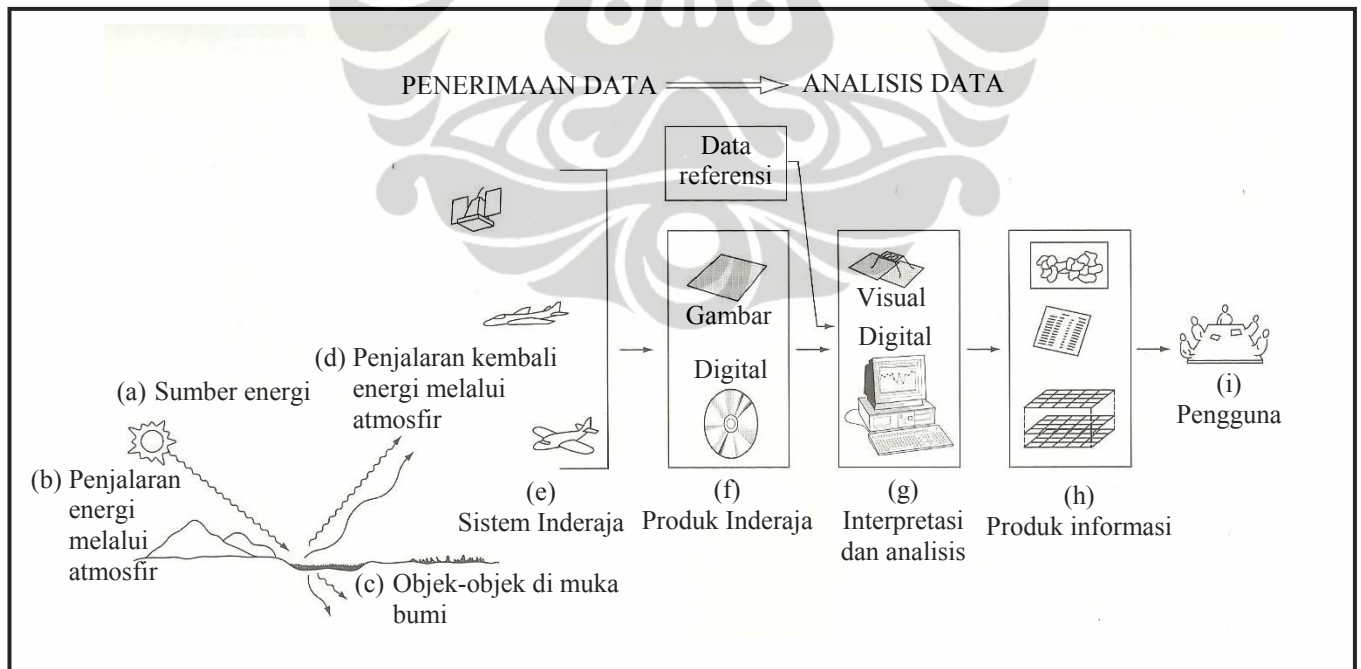 PENERIMAAN DATA
ANALISIS DATA
Data
referensi
(a) Sumber energi
(b) Penjalaran
energi
melalui
atmosfir
(c) Objek-objek di muka
bumi
(d) Penjalaran kembali
energi melalui
atmosfir
(e)
Sistem Inderaja
Gambar
Digital
(f)
Produk Inderaja
Visual
Digital
(g)
Interpretasi
dan analisis
(h)
Produk informasi
(i)
Pengguna